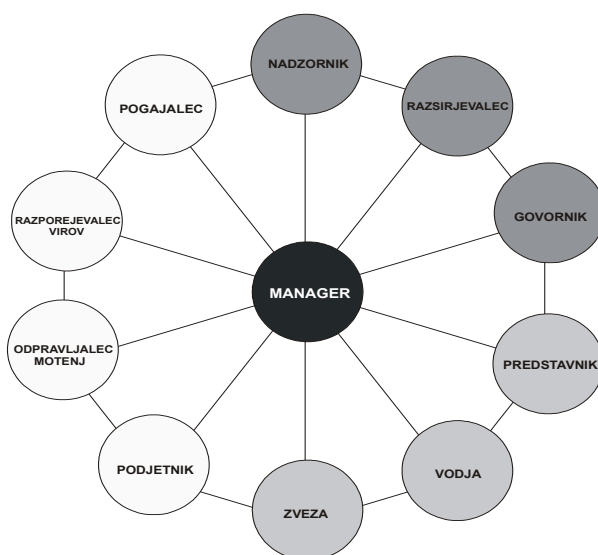 NADZORNIK
RAZSIRJEVALEC
POGAJALEC
GOVORNIK
RAZPOREJEVALEC
VIROV
MANAGER
ODPRAVLJALEC
MOTENJ
PREDSTAVNIK
PODJETNIK
VODJA
ZVEZA